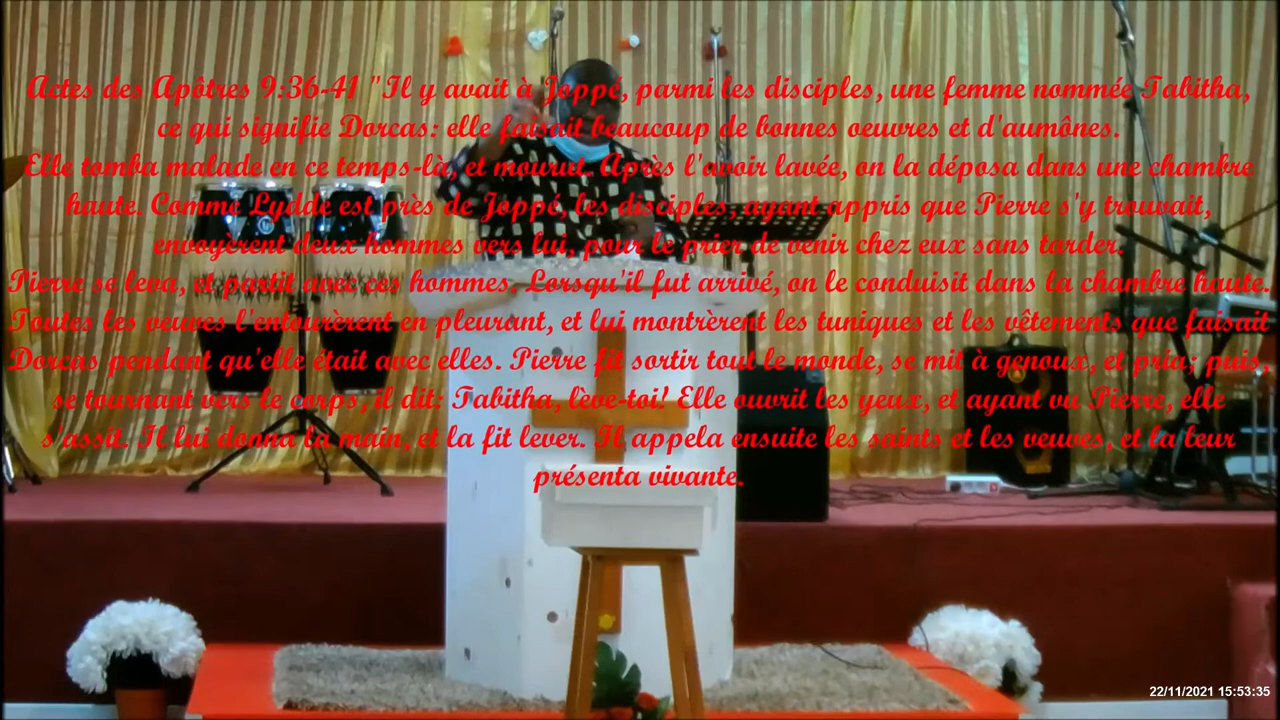 Actes des Apôtres 9:36-41 "Il y avait à Joppé, parmi les disciples, une femme nommée Tabitha,
ce qui signifie Dorcas: elle faisait beaucoup de bonnes oeuvres et d'aumônes.
Elle tomba malade en ce temps-là, et mourut. Après l'avoir lavée, on la déposa dans une chambre
haute. Comme Lydde est près de Joppé, les disciples, ayant appris que Pierre s'y trouvait,
envoyèrent deux hommes vers lui, pour le prier de venir chez eux sans tarder.
Pierre se leva, et partit avec ces hommes. Lorsqu'il fut arrivé, on le conduisit dans la chambre haute.
Toutes les veuves l'entourèrent en pleurant, et lui montrèrent les tuniques et les vêtements que faisait
Dorcas pendant qu'elle était avec elles. Pierre fit sortir tout le monde, se mit à genoux, et pria; puis,
se tournant vers le corps, il dit: Tabitha, lève-toi! Elle ouvrit les yeux, et ayant vu Pierre, elle
s'assit. Il lui donna la main, et la fit lever. Il appela ensuite les saints et les veuves, et la leur
présenta vivante.
22/11/2021 15:53:35